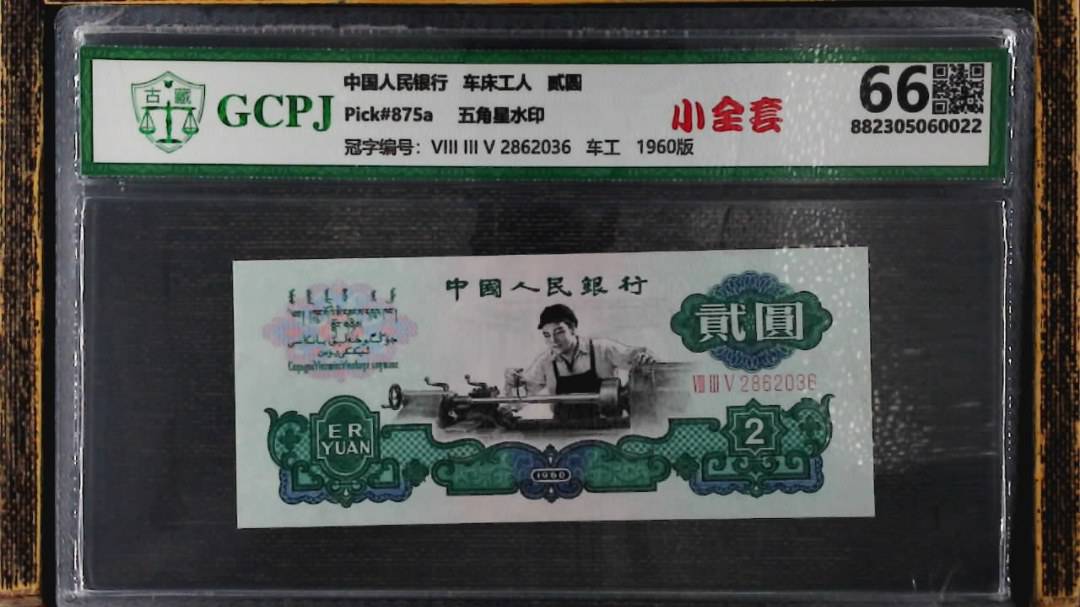 中国人民银行 车床工人 贰圆
古 藏
GCPJ
Pick#875a 五角星水印
小全套
66
882305060022
冠字编号：VIII III V 2862036 车工 1960版
中國人民銀行
貳圓
VIII III V 2862036
ER
YUAN
2
1960